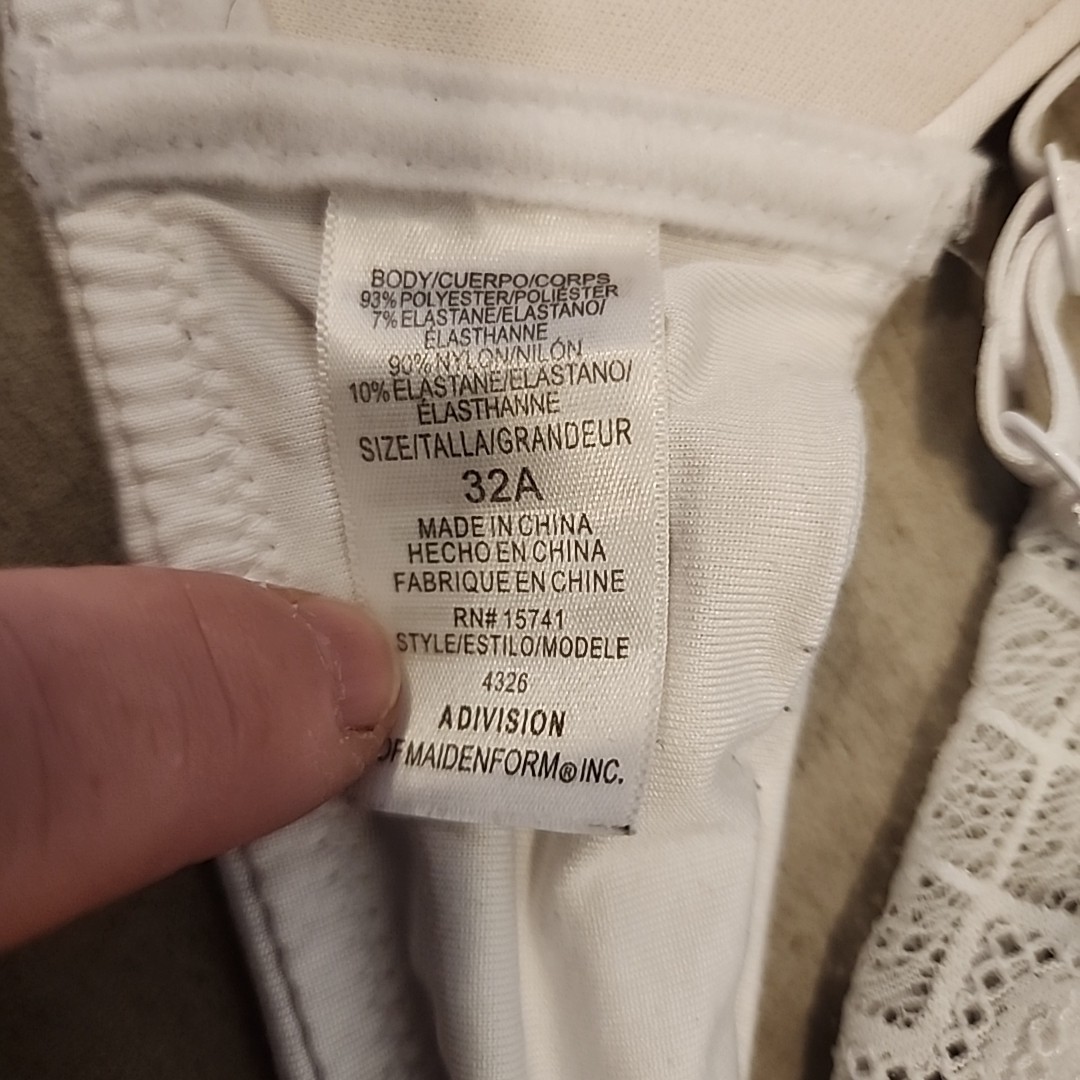 BODY/CUERPO/CORPS
93% POLYESTER/POLIÉSTER
7% ELASTANE/ELASTANO/
ÉLASTHANNE
90% NYLON/NILÓN
10% ELASTANE/ELASTANO/
ÉLASTHANNE
SIZE/TALLA/GRANDEUR
32A
MADE IN CHINA
HECHO EN CHINA
FABRIQUE EN CHINE
RN# 15741
STYLE/ESTILO/MODELE
4326
A DIVISION
OF MAIDENFORM® INC.